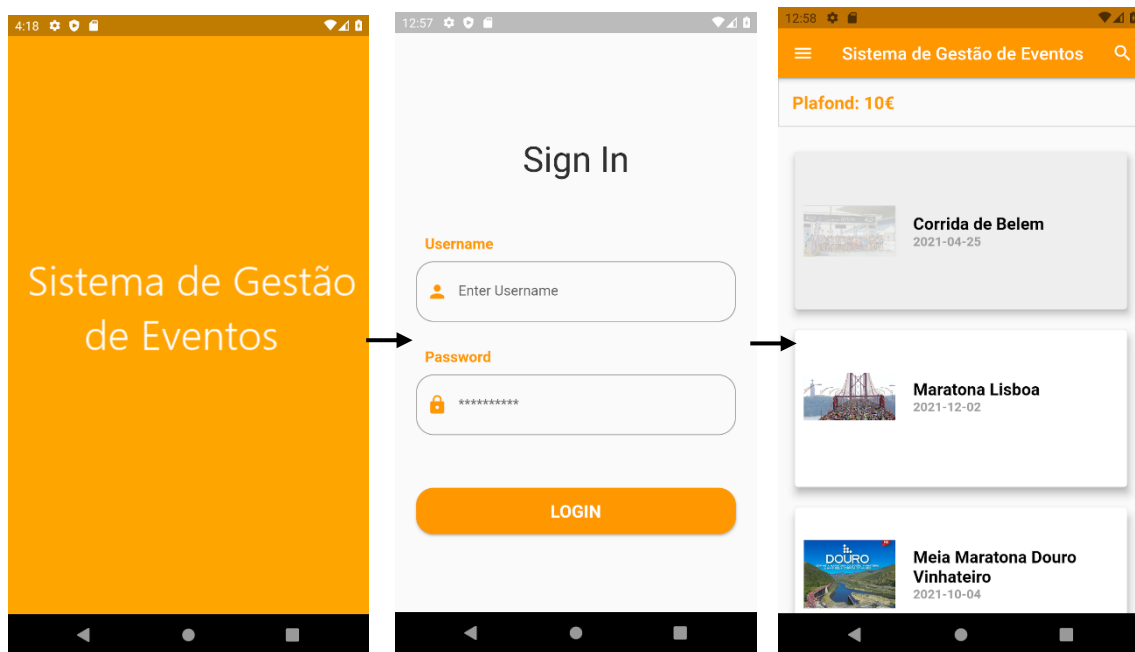 4:18
Sistema de Gestão
de Eventos
12:57
Sign In
Username
Enter Username
Password
**********
LOGIN
12:58
Sistema de Gestão de Eventos
Plafond: 10€
Corrida de Belem
2021-04-25
Maratona Lisboa
2021-12-02
DOURO
Meia Maratona Douro
Vinhateiro
2021-10-04